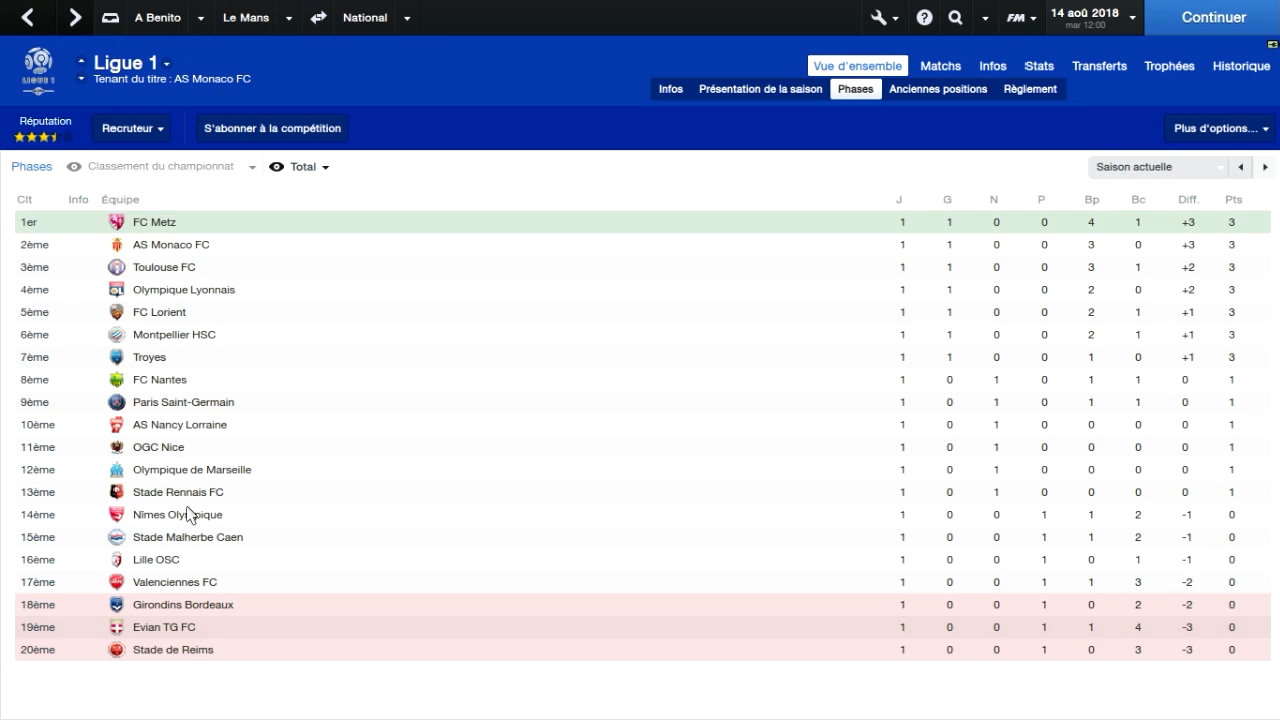 A Benito Le Mans National FM 14 aoû 2018 Continuer
mar 12:00
LIGUE 1 Ligue 1
Tenant du titre : AS Monaco FC
Vue d'ensemble Matchs Infos Stats Transferts Trophées Historique
Infos Présentation de la saison Phases Anciennes positions Règlement
Réputation
Recruteur S'abonner à la compétition Plus d'options...
Phases Classement du championnat Total Saison actuelle
Clt Info Équipe J G N P Bp Bc Diff. Pts
1er FC Metz 1 1 0 0 4 1 +3 3
2ème AS Monaco FC 1 1 0 0 3 0 +3 3
3ème Toulouse FC 1 1 0 0 3 1 +2 3
4ème Olympique Lyonnais 1 1 0 0 2 0 +2 3
5ème FC Lorient 1 1 0 0 2 1 +1 3
6ème Montpellier HSC 1 1 0 0 2 1 +1 3
7ème Troyes 1 1 0 0 1 0 +1 3
8ème FC Nantes 1 0 1 0 1 1 0 1
9ème Paris Saint-Germain 1 0 1 0 1 1 0 1
10ème AS Nancy Lorraine 1 0 1 0 0 0 0 1
11ème OGC Nice 1 0 1 0 0 0 0 1
12ème Olympique de Marseille 1 0 1 0 0 0 0 1
13ème Stade Rennais FC 1 0 1 0 0 0 0 1
14ème Nîmes Olympique 1 0 0 1 1 2 -1 0
15ème Stade Malherbe Caen 1 0 0 1 1 2 -1 0
16ème Lille OSC 1 0 0 1 0 1 -1 0
17ème Valenciennes FC 1 0 0 1 1 3 -2 0
18ème Girondins Bordeaux 1 0 0 1 0 2 -2 0
19ème Evian TG FC 1 0 0 1 1 4 -3 0
20ème Stade de Reims 1 0 0 1 0 3 -3 0